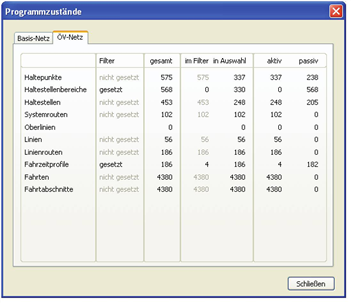 Programmzustände
Basis-Netz ÖV-Netz
Filter gesamt im Filter in Auswahl aktiv passiv
Haltepunkte nicht gesetzt 575 575 337 337 238
Haltestellenbereiche gesetzt 568 0 330 0 568
Haltestellen nicht gesetzt 453 453 248 248 205
Systemrouten nicht gesetzt 102 102 102 102 0
Oberlinien 0 0 0 0
Linien nicht gesetzt 56 56 56 56 0
Linienrouten nicht gesetzt 186 186 186 186 0
Fahrzeitprofile gesetzt 186 4 186 4 182
Fahrten nicht gesetzt 4380 4380 4380 4380 0
Fahrtabschnitte nicht gesetzt 4380 4380 4380 4380 0
Schließen